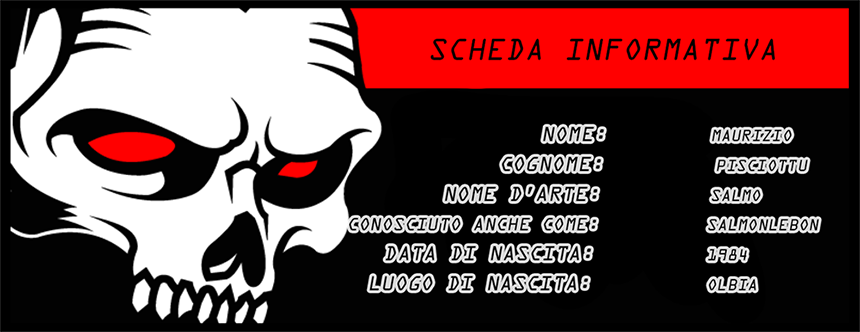 SCHEDA INFORMATIVA
NOME: MAURIZIO
COGNOME: PISCIOTTU
NOME D'ARTE: SALMO
CONOSCIUTO ANCHE COME: SALMONLEBON
DATA DI NASCITA: 1984
LUOGO DI NASCITA: OLBIA